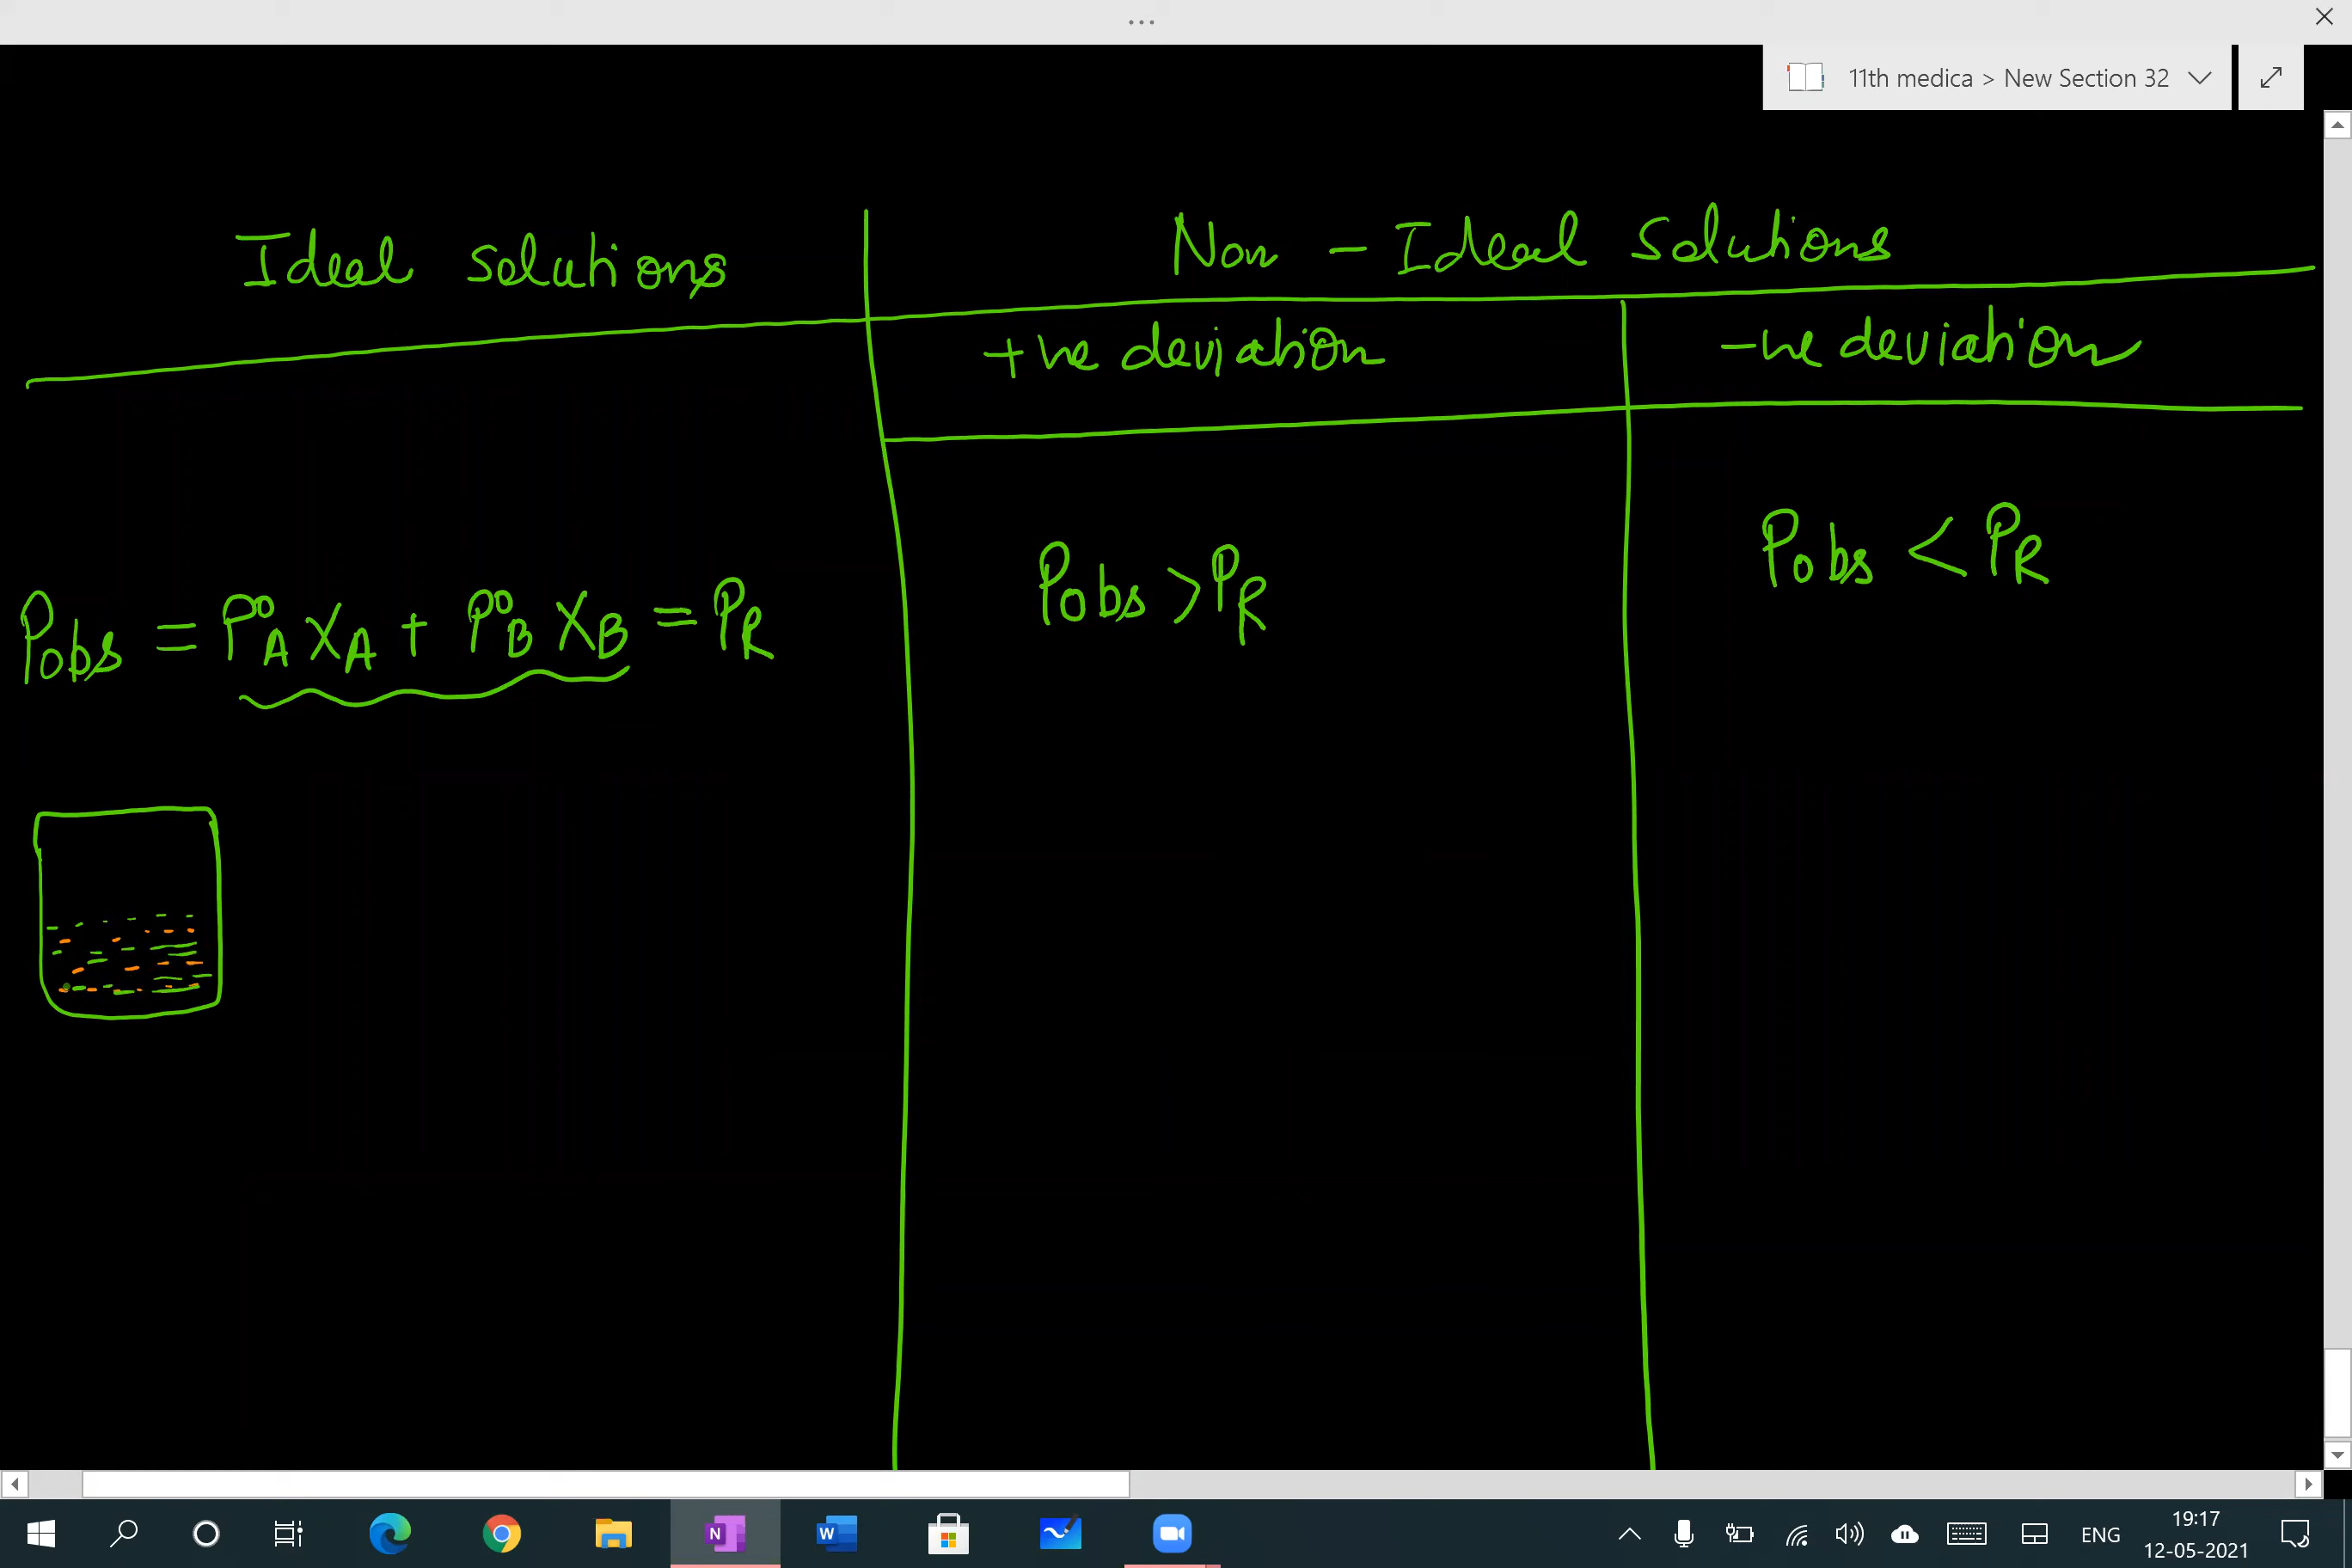 11th medica > New Section 32
Ideal solutions
Non - Ideal Solutions
+ve deviation
-ve deviation
Pobs = P°A XA + P°B XB = PR
Pobs > PR
Pobs < PR
ENG
19:17
12-05-2021